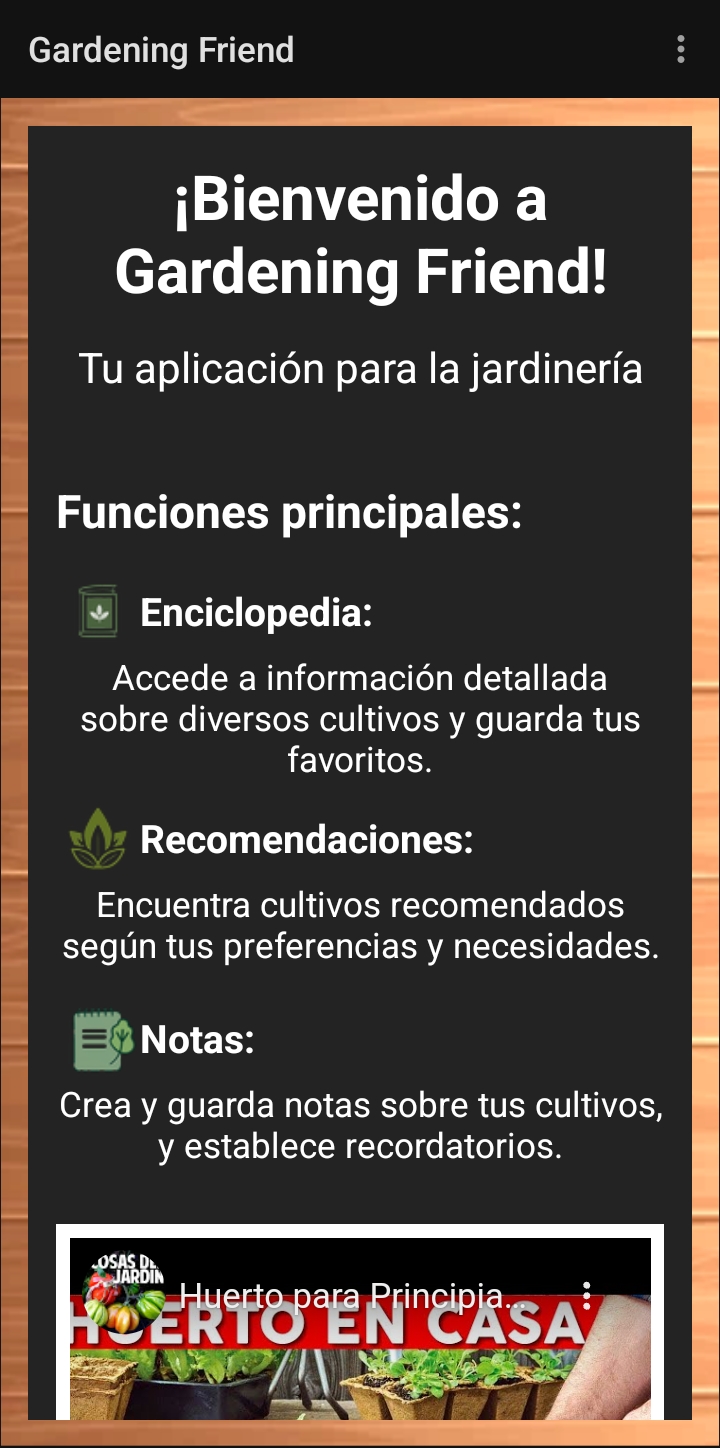 Gardening Friend
¡Bienvenido a
Gardening Friend!
Tu aplicación para la jardinería
Funciones principales:
Enciclopedia:
Accede a información detallada
sobre diversos cultivos y guarda tus
favoritos.
Recomendaciones:
Encuentra cultivos recomendados
según tus preferencias y necesidades.
Notas:
Crea y guarda notas sobre tus cultivos,
y establece recordatorios.
JARDIN
Huerto para Principia...
HUERTO EN CASA